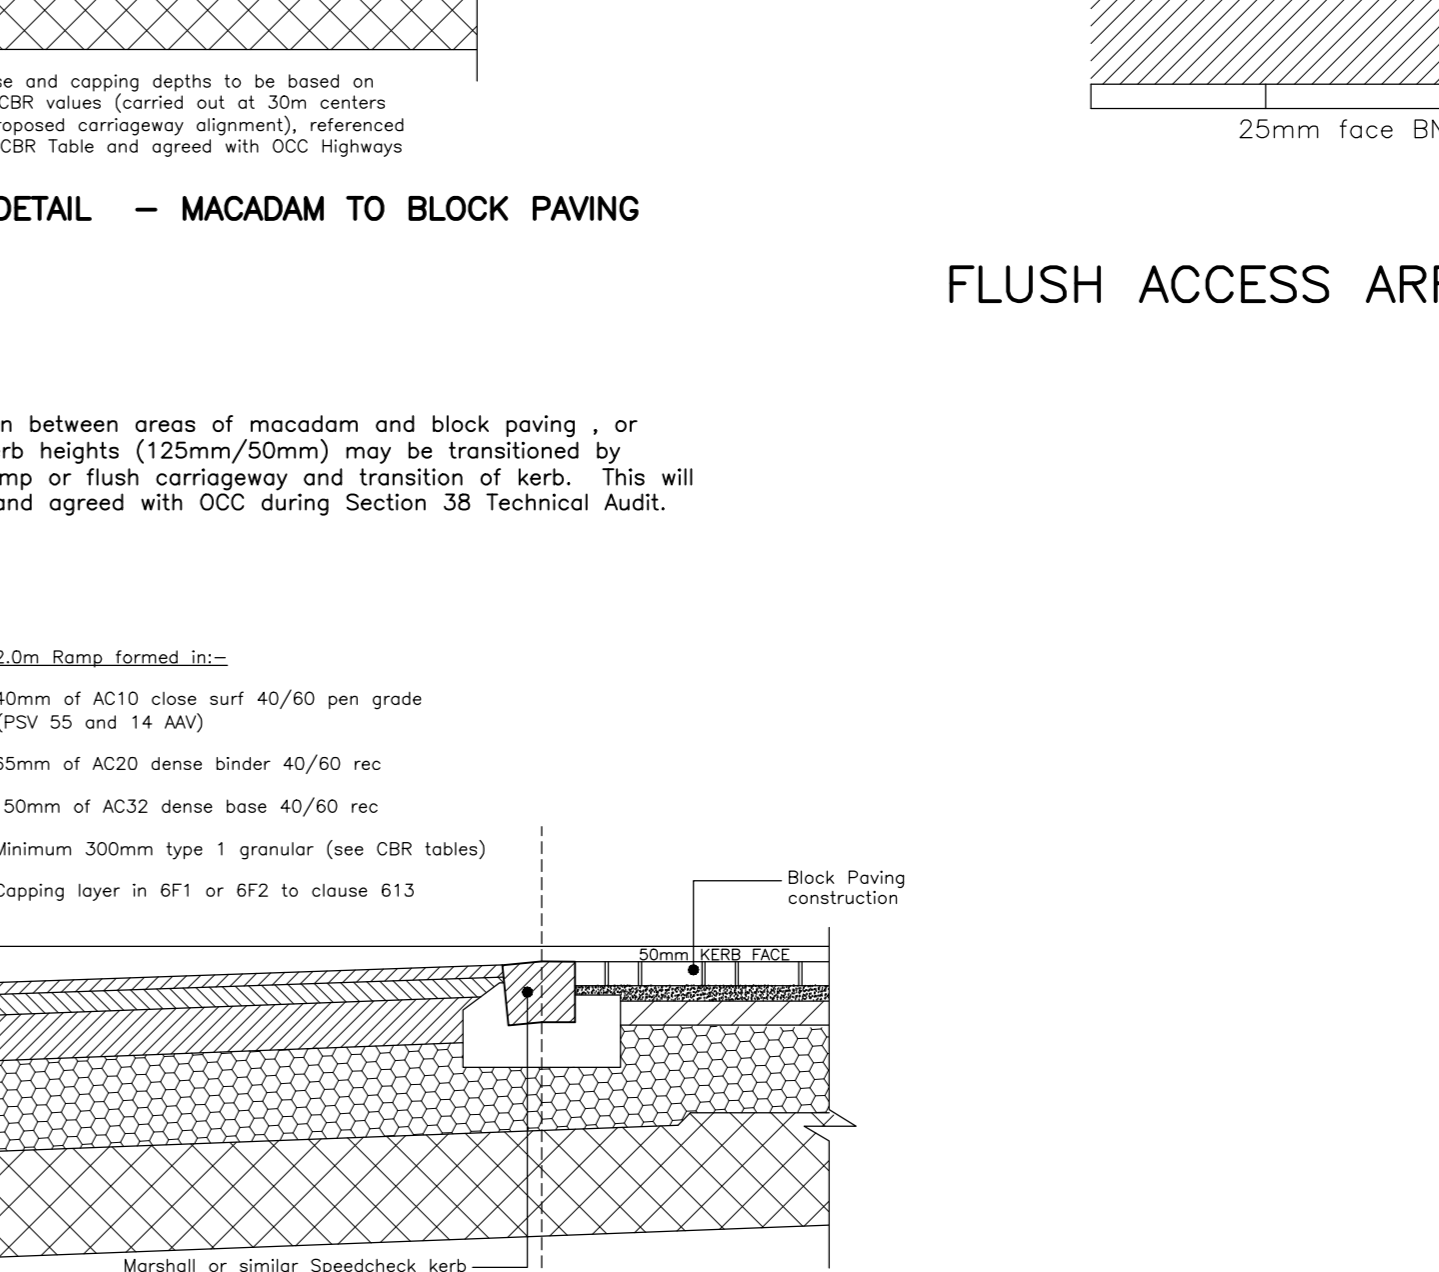 and capping depths to be based on
CBR values (carried out at 30m centers
carriageway alignment), referenced
CBR Table and agreed with OCC Highways
DETAIL – MACADAM TO BLOCK PAVING
25mm face
FLUSH ACCESS
between areas of macadam and block paving , or
heights (125mm/50mm) may be transitioned by
or flush carriageway and transition of kerb. This will
and agreed with OCC during Section 38 Technical Audit.
2.0m Ramp formed in:–
40mm of AC10 close surf 40/60 pen grade
(PSV 55 and 14 AAV)
65mm of AC20 dense binder 40/60 rec
50mm of AC32 dense base 40/60 rec
Minimum 300mm type 1 granular (see CBR tables)
Capping layer in 6F1 or 6F2 to clause 613
Block Paving
construction
50mm KERB FACE
Marshall or similar Speedcheck kerb